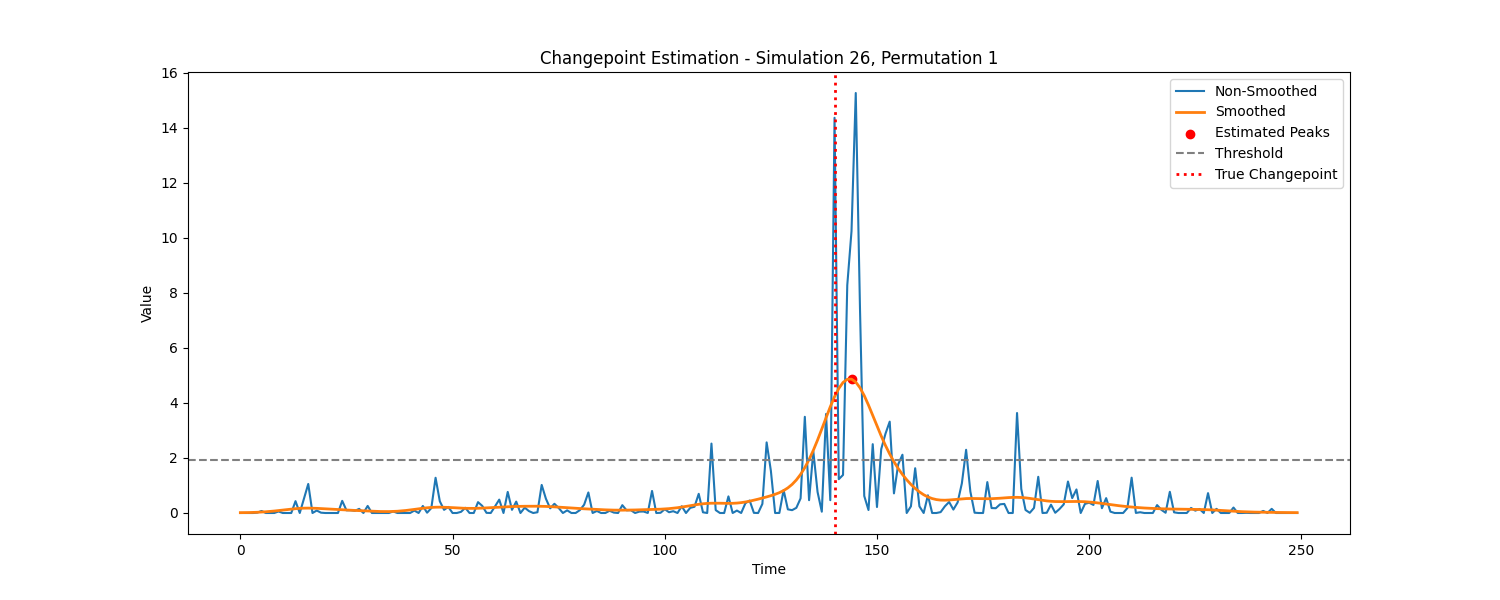 Changepoint Estimation - Simulation 26, Permutation 1
16
14
12
10
8
6
4
2
0
Value
Non-Smoothed
Smoothed
Estimated Peaks
Threshold
True Changepoint
0 50 100 150 200 250
Time